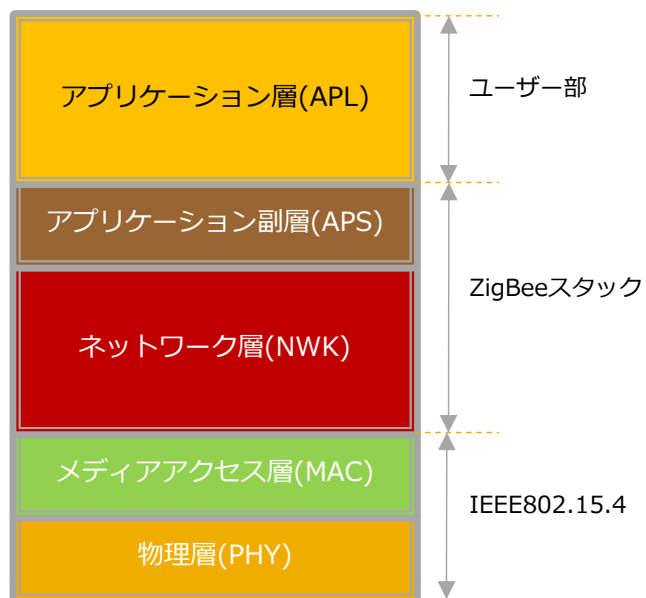 アプリケーション層(APL)
ユーザー部
アプリケーション副層(APS)
ZigBeeスタック
ネットワーク層(NWK)
メディアアクセス層(MAC)
IEEE802.15.4
物理層(PHY)